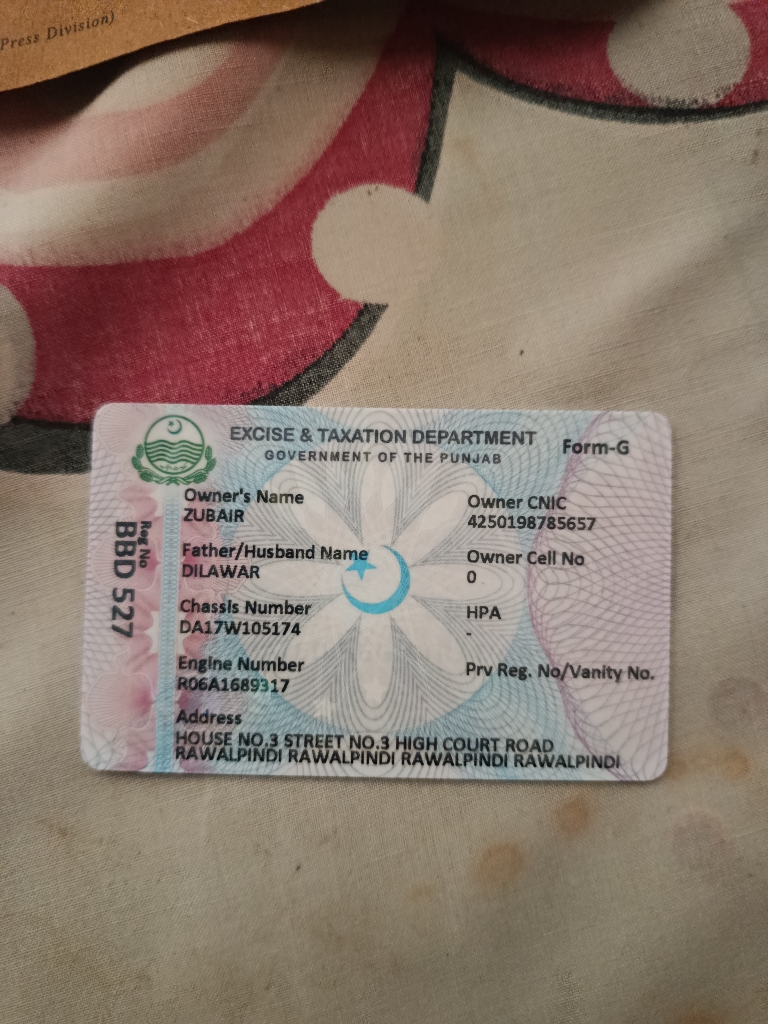 Press Division)
EXCISE & TAXATION DEPARTMENT
GOVERNMENT OF THE PUNJAB
Form-G
Reg No
BBD 527
Owner's Name
ZUBAIR
Owner CNIC
4250198785657
Father/Husband Name
DILAWAR
Owner Cell No
0
Chassis Number
DA17W105174
HPA
-
Engine Number
R06A1689317
Prv Reg. No/Vanity No.
Address
HOUSE NO.3 STREET NO.3 HIGH COURT ROAD
RAWALPINDI RAWALPINDI RAWALPINDI RAWALPINDI